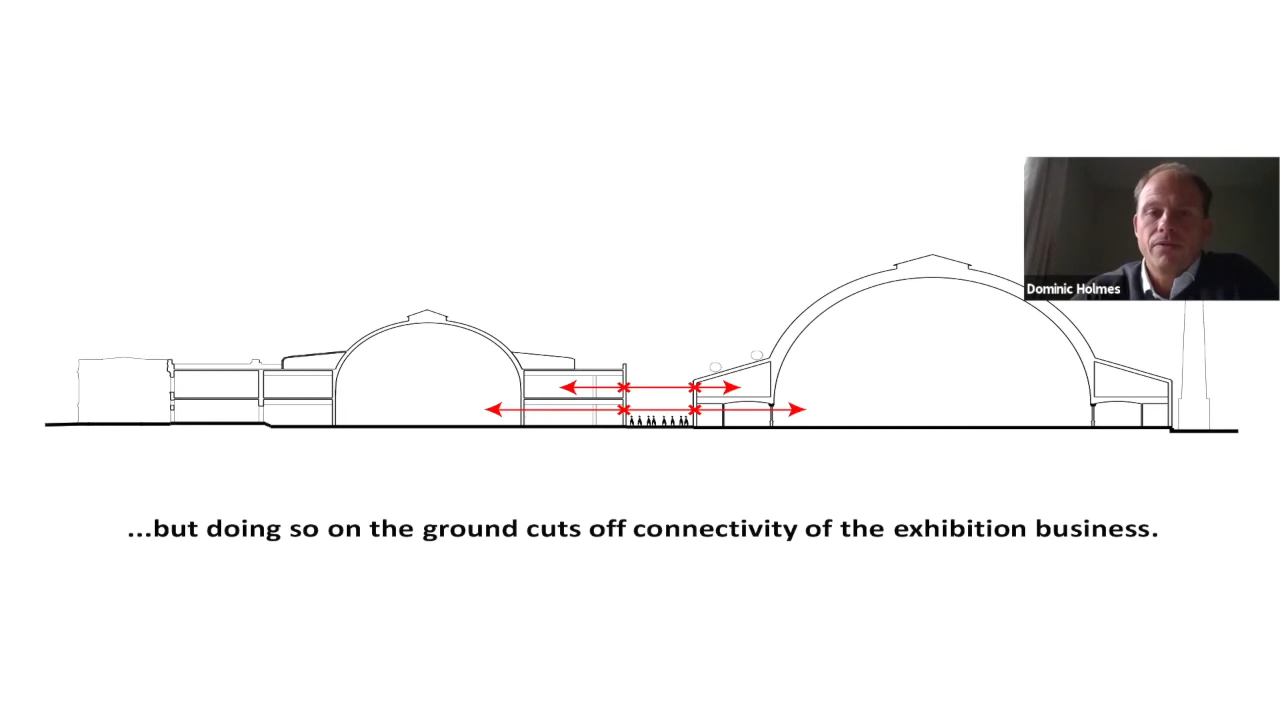 Dominic Holmes
...but doing so on the ground cuts off connectivity of the exhibition business.